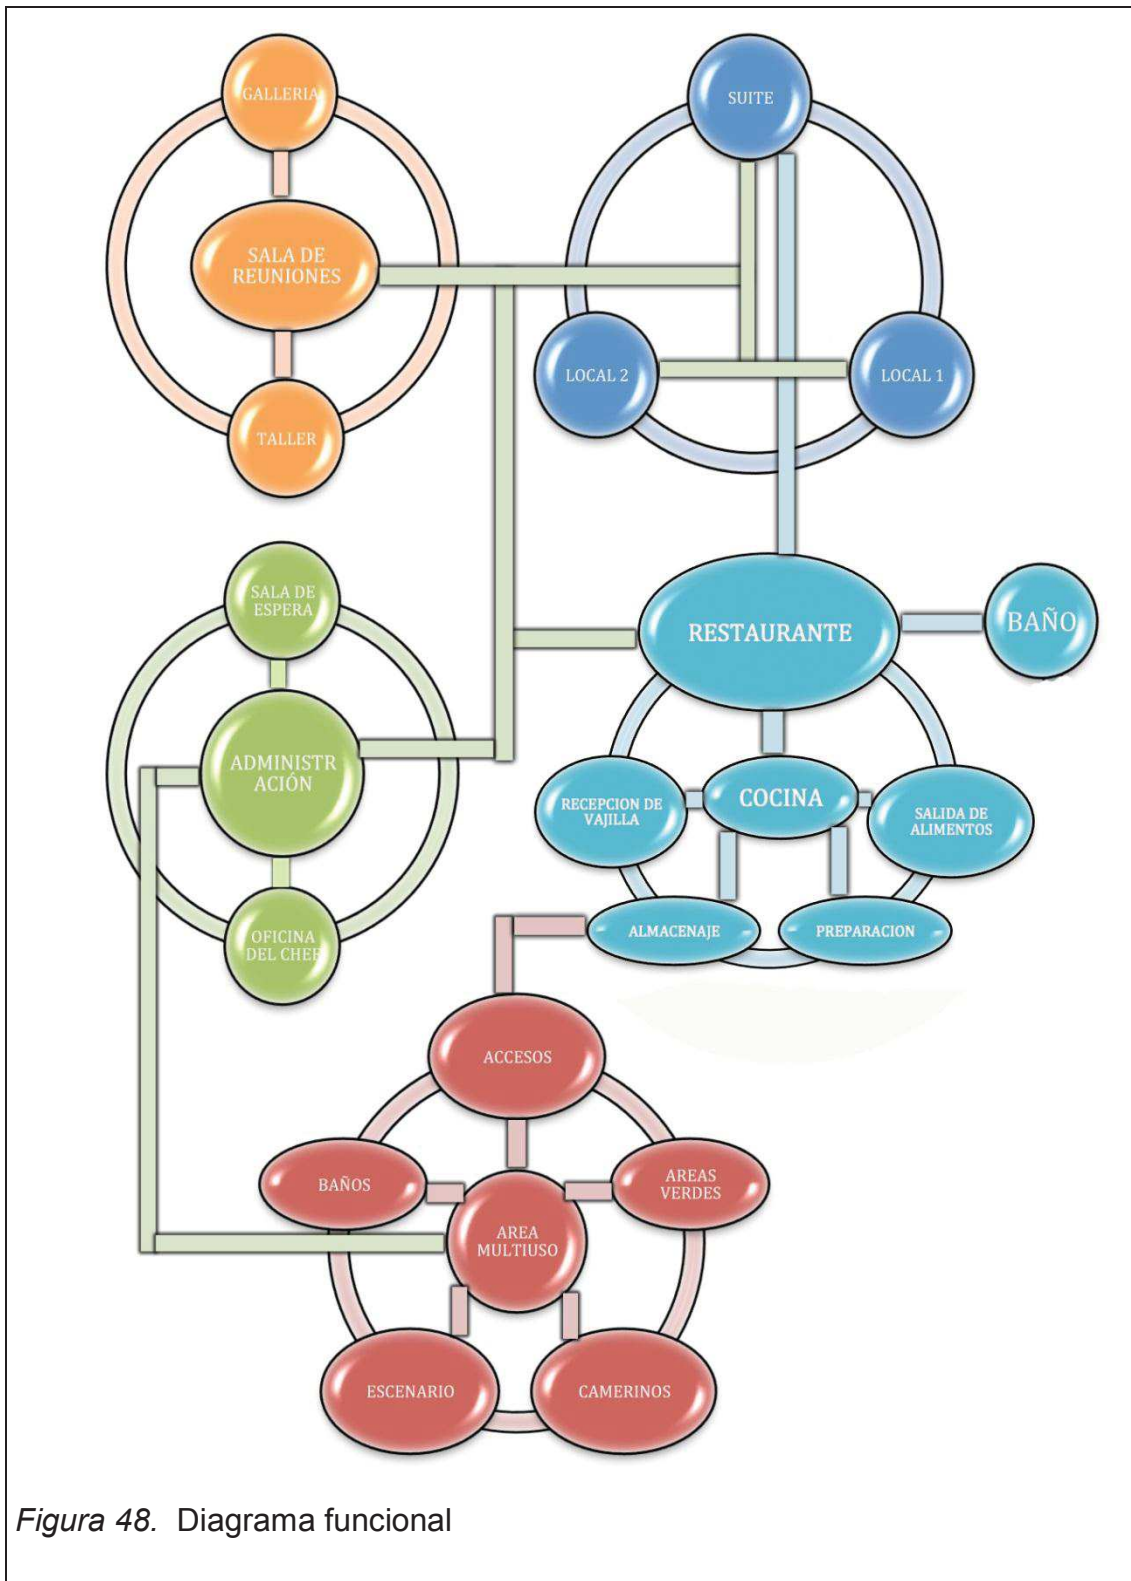 GALLERIA
SALA DE
REUNIONES
TALLER
SUITE
LOCAL 2
LOCAL 1
SALA DE
ESPERA
ADMINISTR
ACIÓN
OFICINA
DEL CHEF
RESTAURANTE
BAÑO
RECEPCION DE
VAJILLA
COCINA
SALIDA DE
ALIMENTOS
ALMACENAJE
PREPARACION
ACCESOS
BAÑOS
AREAS
VERDES
AREA
MULTIUSO
ESCENARIO
CAMERINOS
Figura 48. Diagrama funcional